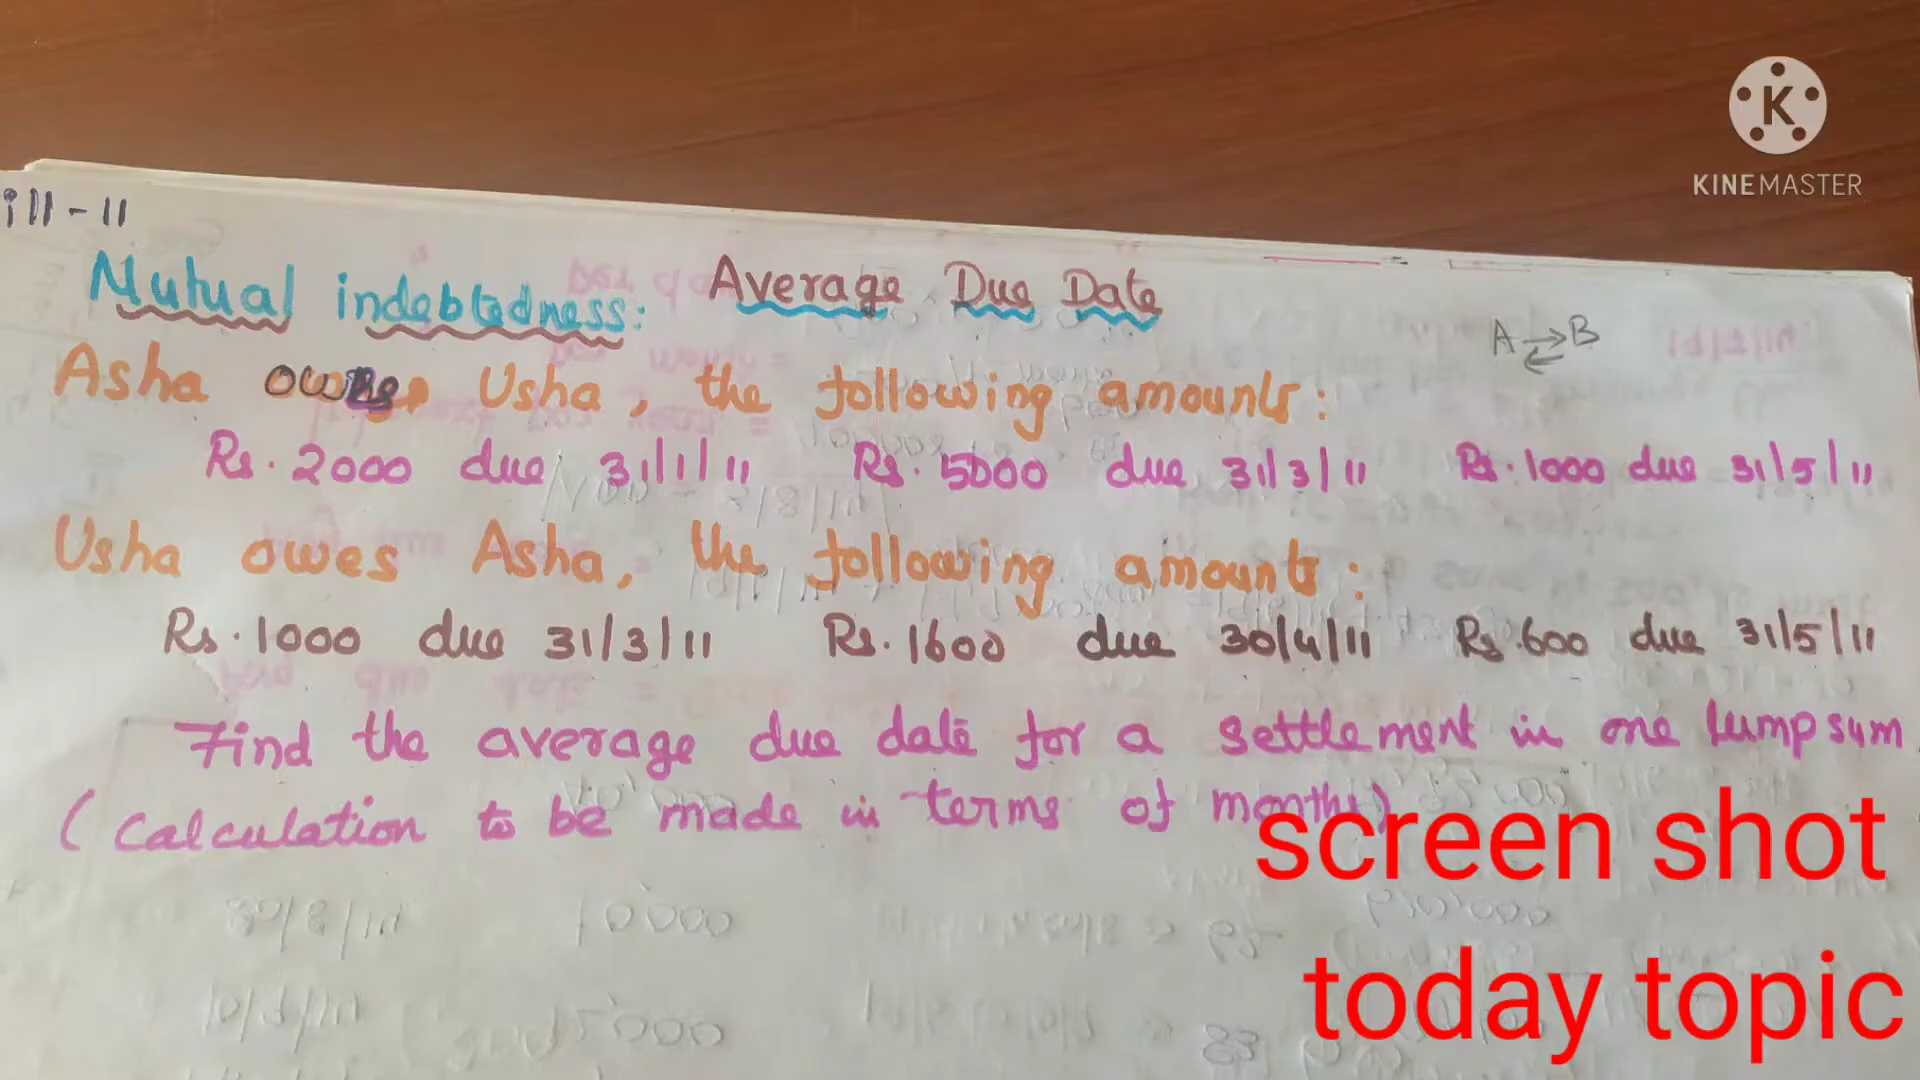 KINEMASTER
ill-11
Mutual indebtedness: Average Due Date
A B
Asha owes Usha, the following amounts:
Rs. 2000 due 31/1/11 Rs. 5000 due 31/3/11 Rs. 1000 due 31/5/11
Usha owes Asha, the following amounts:
Rs. 1000 due 31/3/11 Rs. 1600 due 30/4/11 Rs. 600 due 31/5/11
Find the average due date for a settlement in one lumpsum.
(Calculation to be made in terms of months)
screen shot
today topic